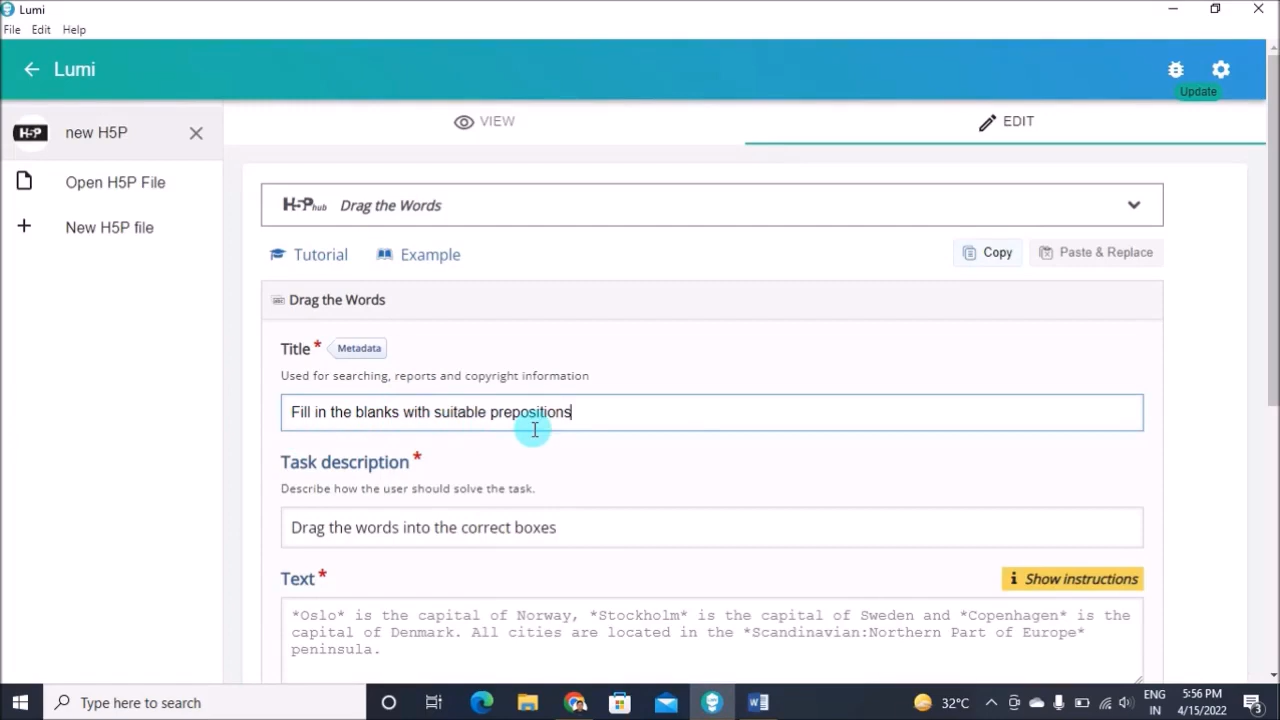 Lumi
File Edit Help
Lumi
Update
H5P new H5P
Open H5P File
New H5P file
VIEW
EDIT
H5P hub Drag the Words
Tutorial Example Copy Paste & Replace
Drag the Words
Title * Metadata
Used for searching, reports and copyright information
Fill in the blanks with suitable prepositions
Task description *
Describe how the user should solve the task.
Drag the words into the correct boxes
Text * Show instructions
*Oslo* is the capital of Norway, *Stockholm* is the capital of Sweden and *Copenhagen* is the
capital of Denmark. All cities are located in the *Scandinavian:Northern Part of Europe*
peninsula.
Type here to search
32°C
ENG
IN
5:56 PM
4/15/2022
3